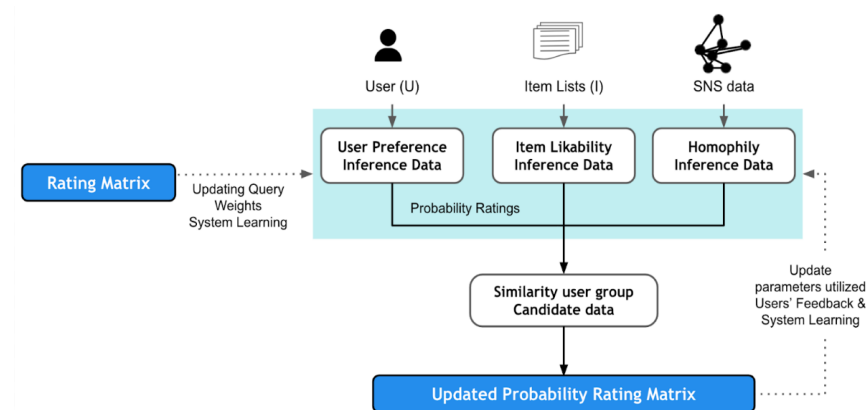 User (U)
Item Lists (I)
SNS data
User Preference
Inference Data
Item Likability
Inference Data
Homophily
Inference Data
Rating Matrix
Updating Query
Weights
System Learning
Probability Ratings
Similarity user group
Candidate data
Update
parameters utilized
Users' Feedback &
System Learning
Updated Probability Rating Matrix